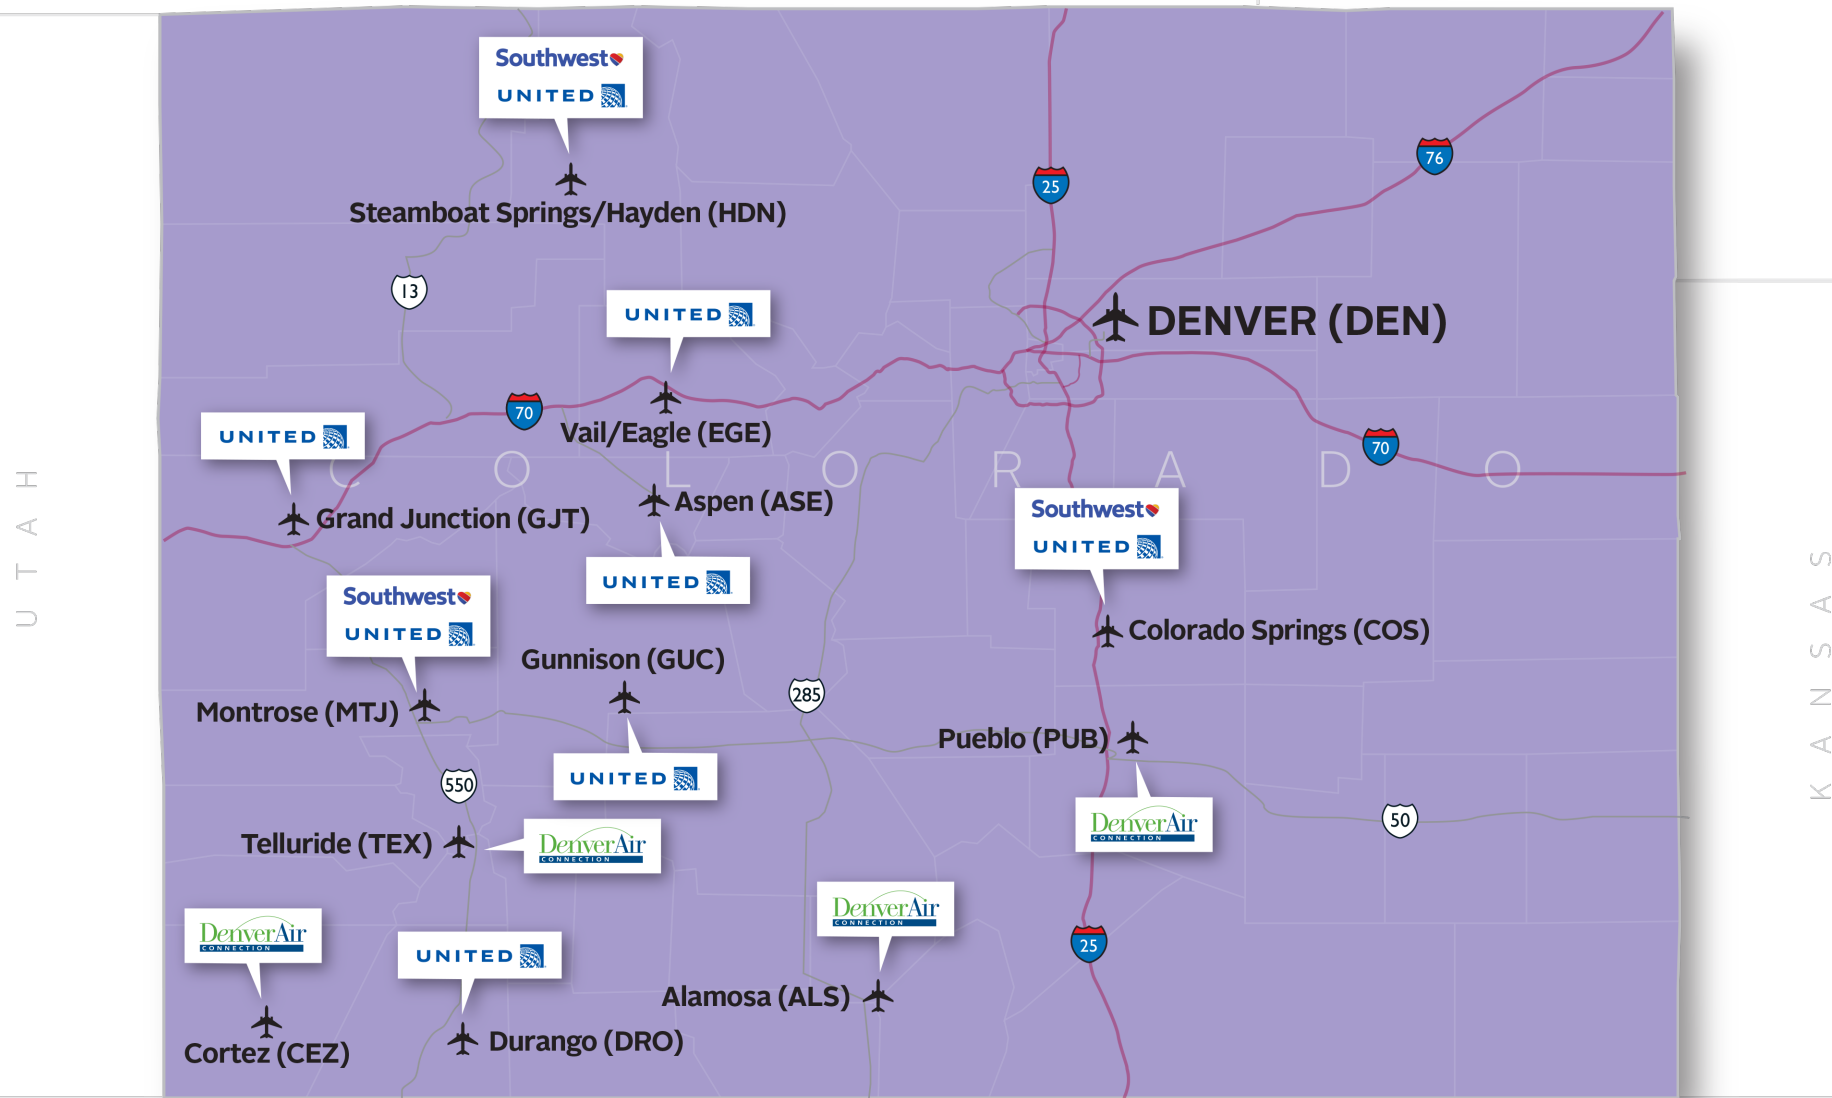 Southwest
UNITED
Steamboat Springs/Hayden (HDN)
25
76
13
UNITED
DENVER (DEN)
70
Vail/Eagle (EGE)
UNITED
70
COLORADO
Grand Junction (GJT)
Aspen (ASE)
UNITED
Southwest
UNITED
UTAH
KANSAS
Southwest
UNITED
Colorado Springs (COS)
Gunnison (GUC)
Montrose (MTJ)
285
Pueblo (PUB)
UNITED
550
50
DenverAir
CONNECTION
Telluride (TEX)
DenverAir
CONNECTION
DenverAir
CONNECTION
DenverAir
CONNECTION
UNITED
25
Alamosa (ALS)
Cortez (CEZ)
Durango (DRO)